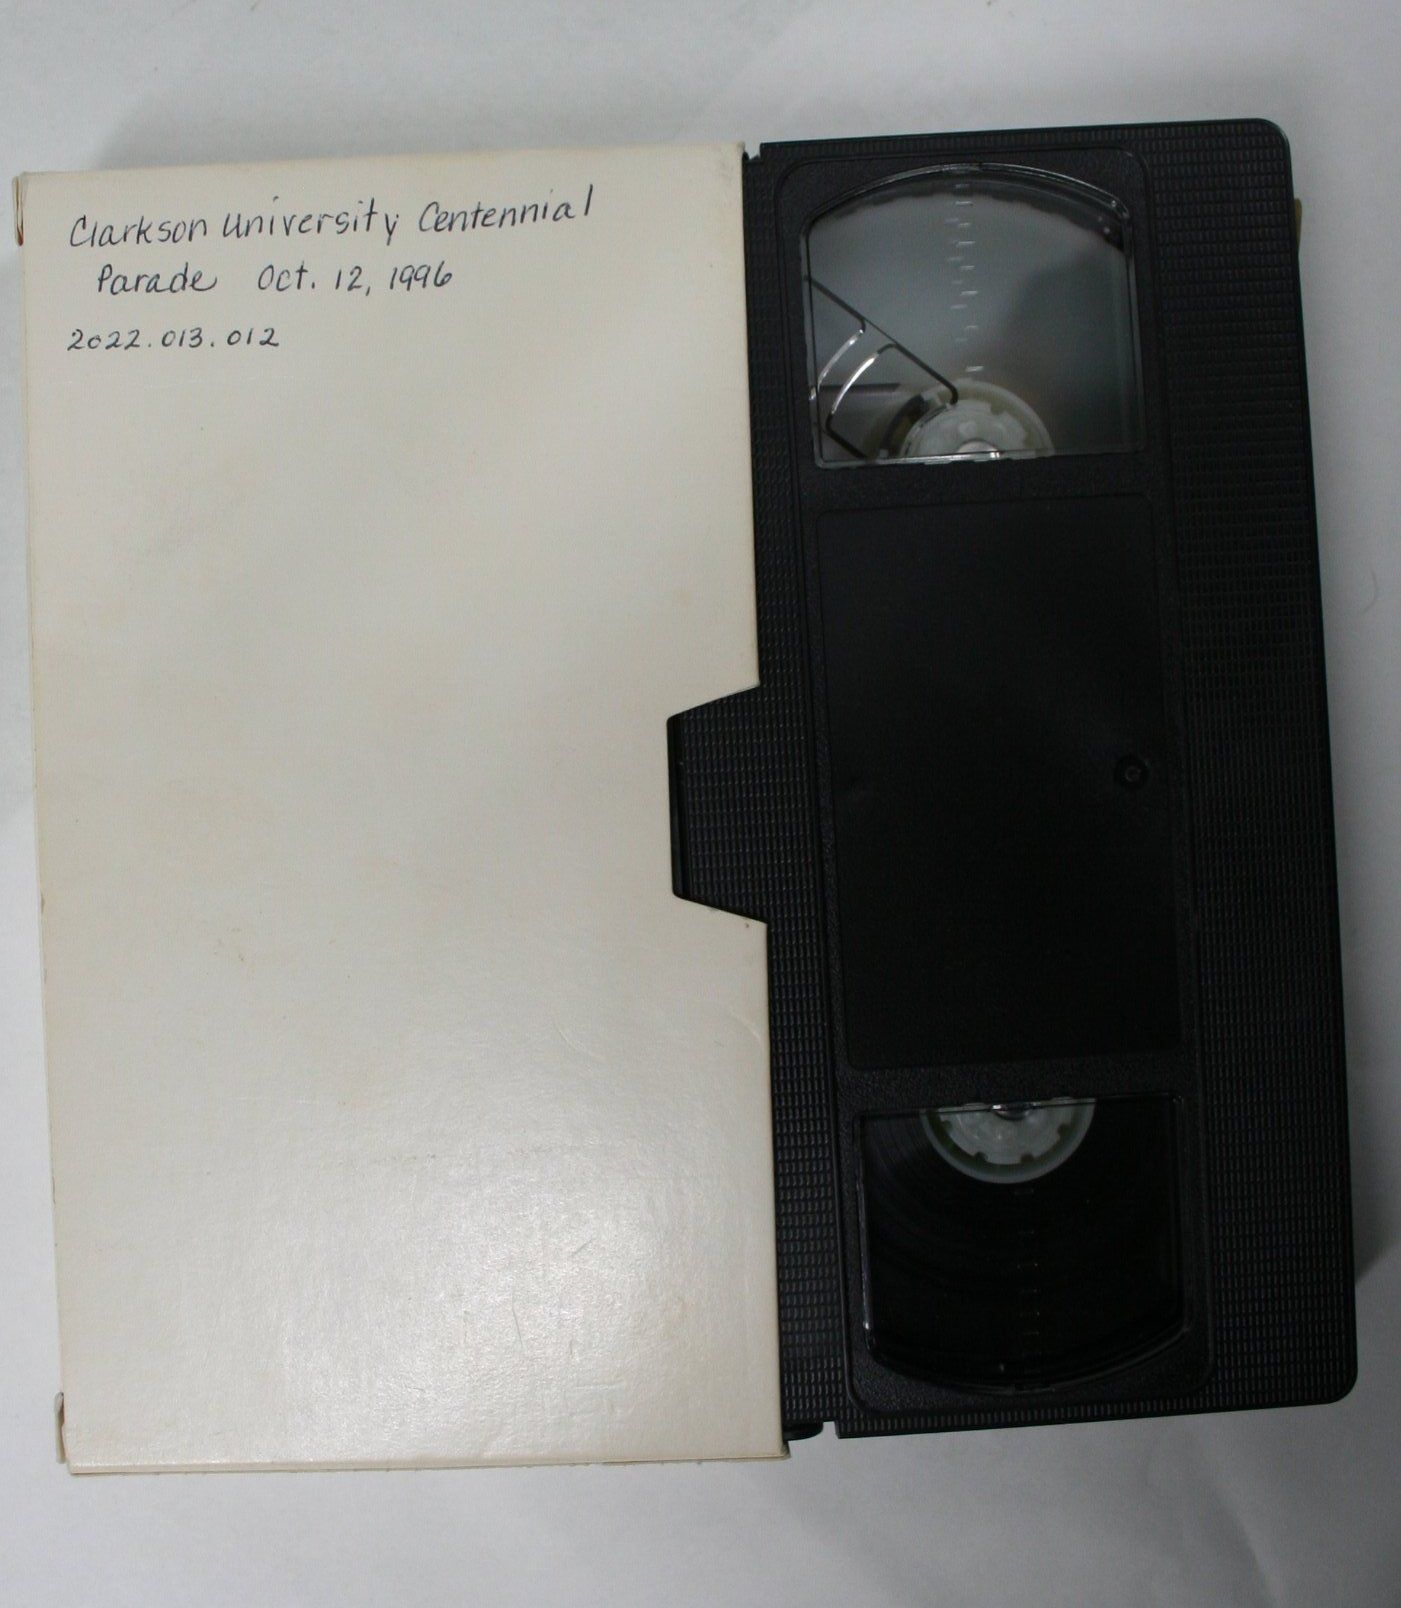 Clarkson University Centennial
Parade Oct. 12, 1996
2022.013.012